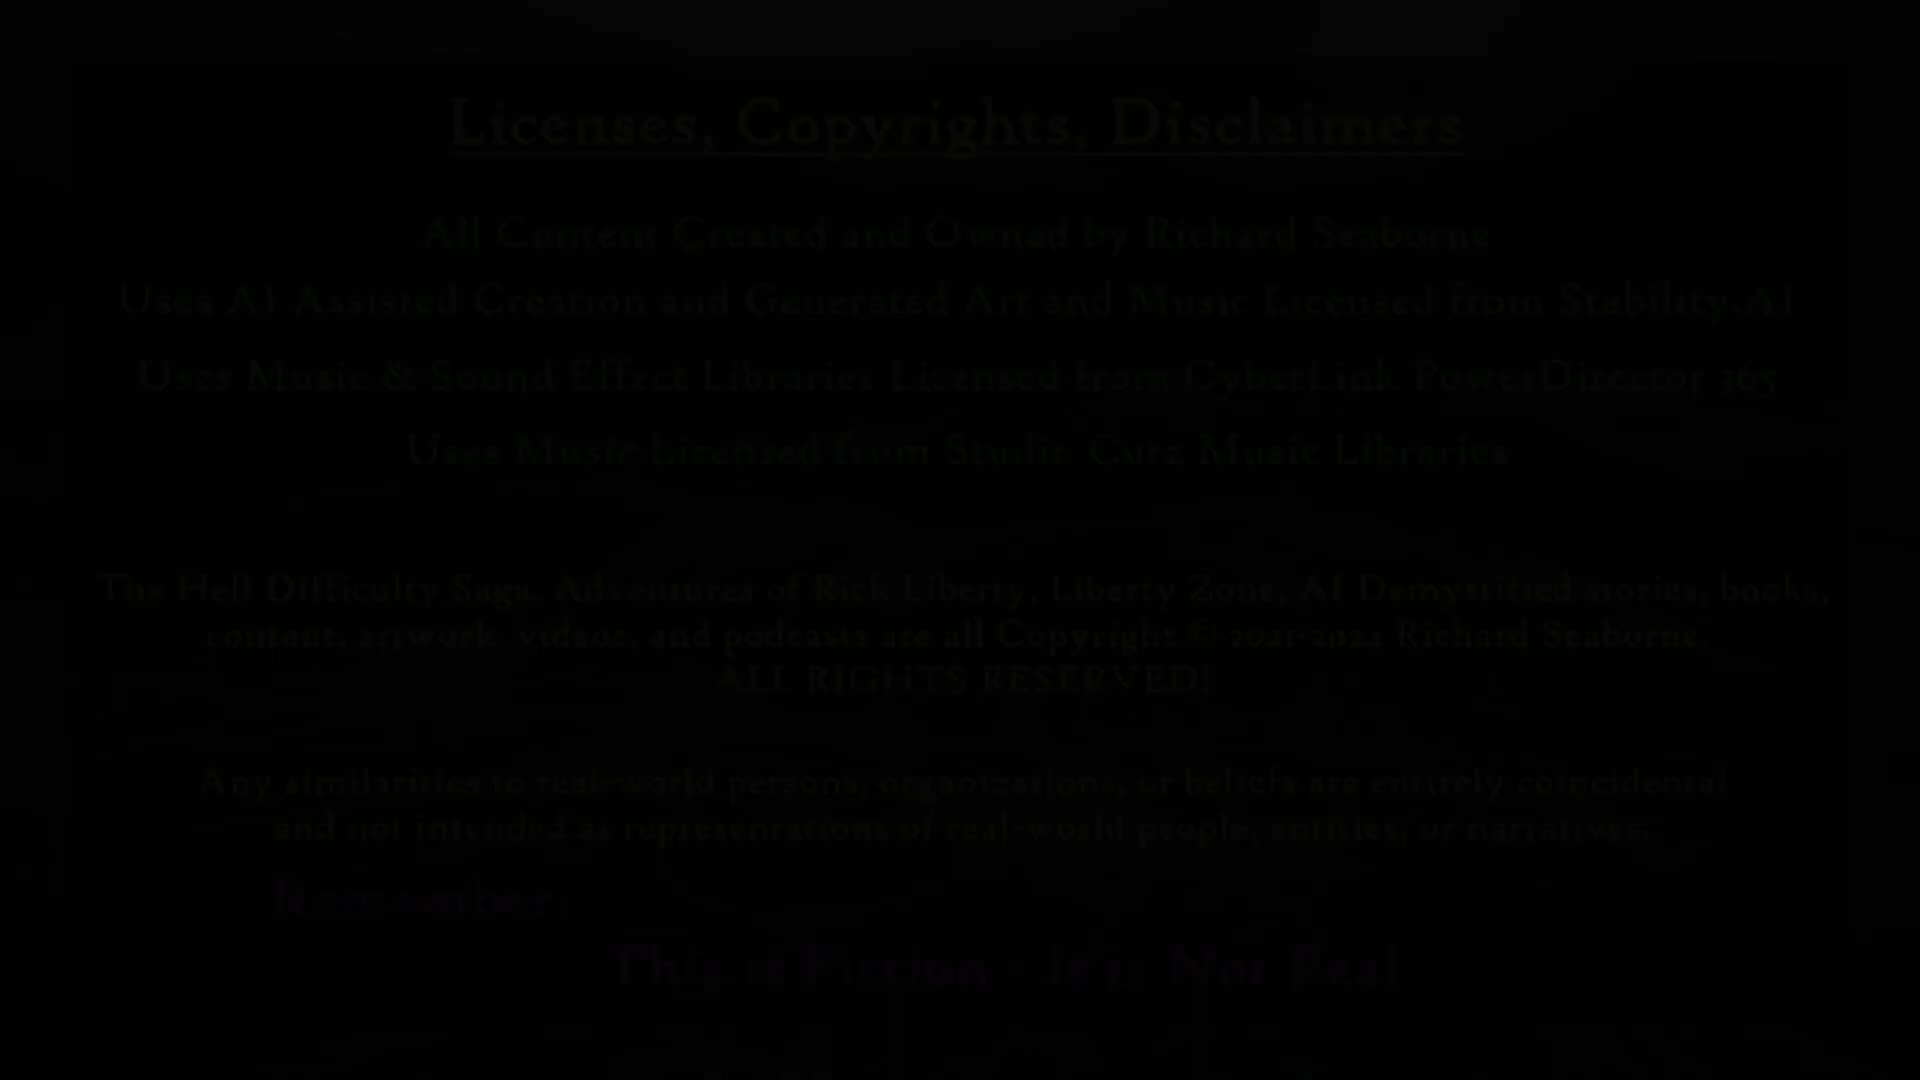 Licenses, Copyrights, Disclaimers
All Content Created and Owned by Richard Seaborne
Uses AI Assisted Creation and Generated Art and Music Licensed from Stability.AI
Uses Music & Sound Effect Libraries Licensed from CyberLink PowerDirector 365
Uses Music Licensed from Studio Cutz Music Libraries
The Hell Difficulty Saga, Adventures of Rick Liberty, Liberty Zone, AI Demystified stories, books,
content, artwork, videos, and podcasts are all Copyright © 2021-2024 Richard Seaborne.
ALL RIGHTS RESERVED!
Any similarities to real-world persons, organizations, or beliefs are entirely coincidental
and not intended as representations of real-world people, entities, or narratives.
Remember
This is Fiction - It is Not Real